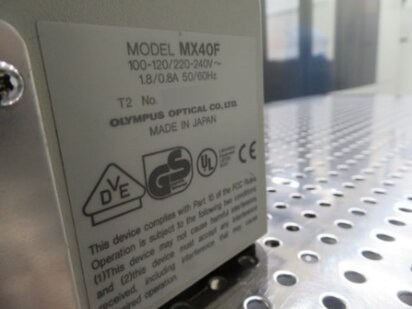 MODEL MX40F
100-120/220-240V~
1.8/0.8A 50/60Hz
T2 No.
OLYMPUS OPTICAL CO., LTD.
MADE IN JAPAN
DVE
GS
UL
CE
This device complies with Part 15 of the FCC Rules.
Operation is subject to the following two conditions:
(1)This device may not cause harmful interference,
and (2)this device must accept any interference
received, including interference that may cause
operation.